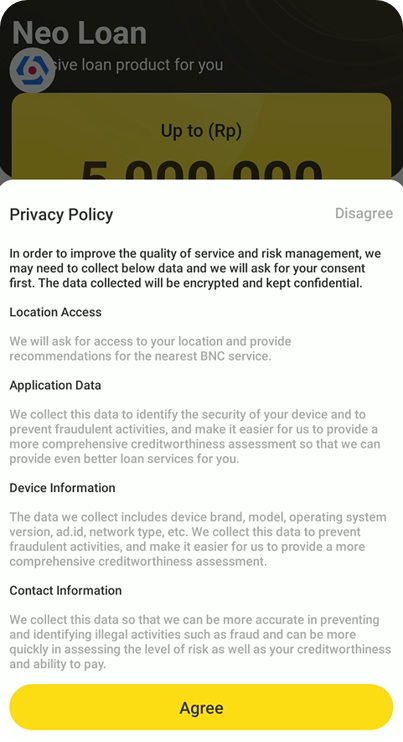 Neo Loan
sive loan product for you
Up to (Rp)
5.000.000
Privacy Policy
Disagree
In order to improve the quality of service and risk management, we
may need to collect below data and we will ask for your consent
first. The data collected will be encrypted and kept confidential.
Location Access
We will ask for access to your location and provide
recommendations for the nearest BNC service.
Application Data
We collect this data to identify the security of your device and to
prevent fraudulent activities, and make it easier for us to provide a
more comprehensive creditworthiness assessment so that we can
provide even better loan services for you.
Device Information
The data we collect includes device brand, model, operating system
version, ad.id, network type, etc. We collect this data to prevent
fraudulent activities, and make it easier for us to provide a more
comprehensive creditworthiness assessment.
Contact Information
We collect this data so that we can be more accurate in preventing
and identifying illegal activities such as fraud and can be more
quickly in assessing the level of risk as well as your creditworthiness
and ability to pay.
Agree